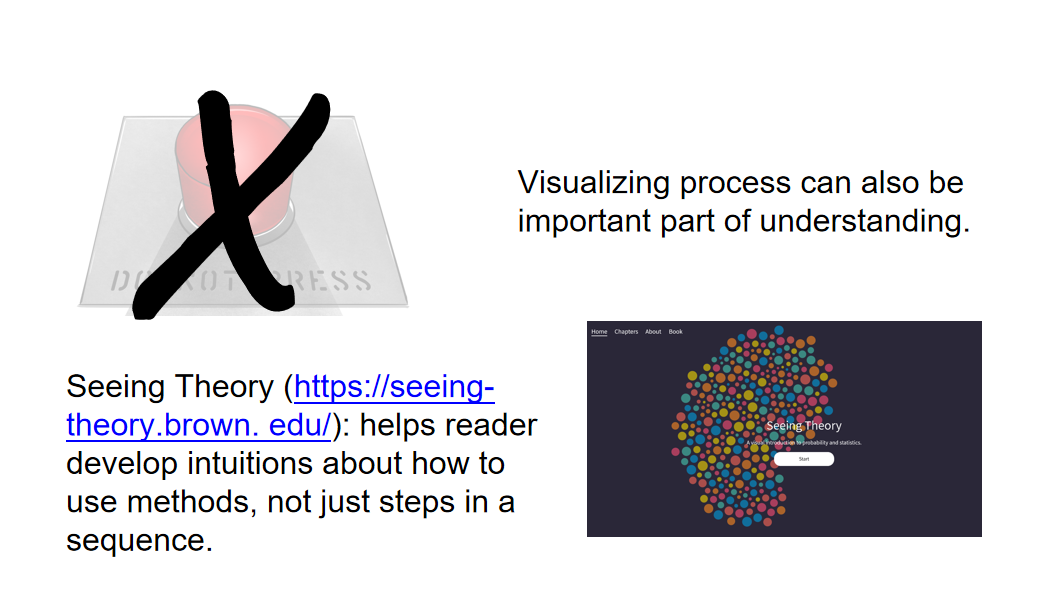 DO NOT PRESS
Visualizing process can also be
important part of understanding.
Seeing Theory (https://seeing-
theory.brown. edu/): helps reader
develop intuitions about how to
use methods, not just steps in a
sequence.
Home Chapters About Book
Seeing Theory
A visual introduction to probability and statistics.
Start